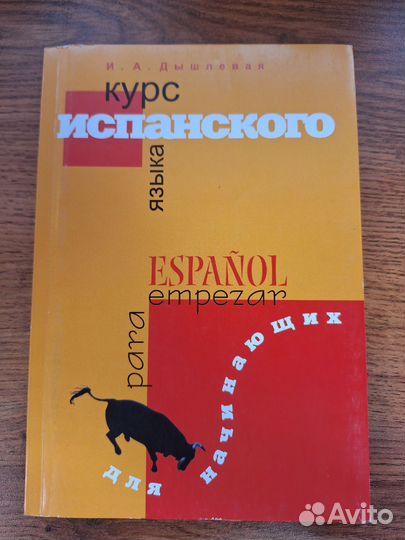 И. А. Дышлевая
курс
испанского
языка
ESPAÑOL
para empezar
для начинающих
Avito